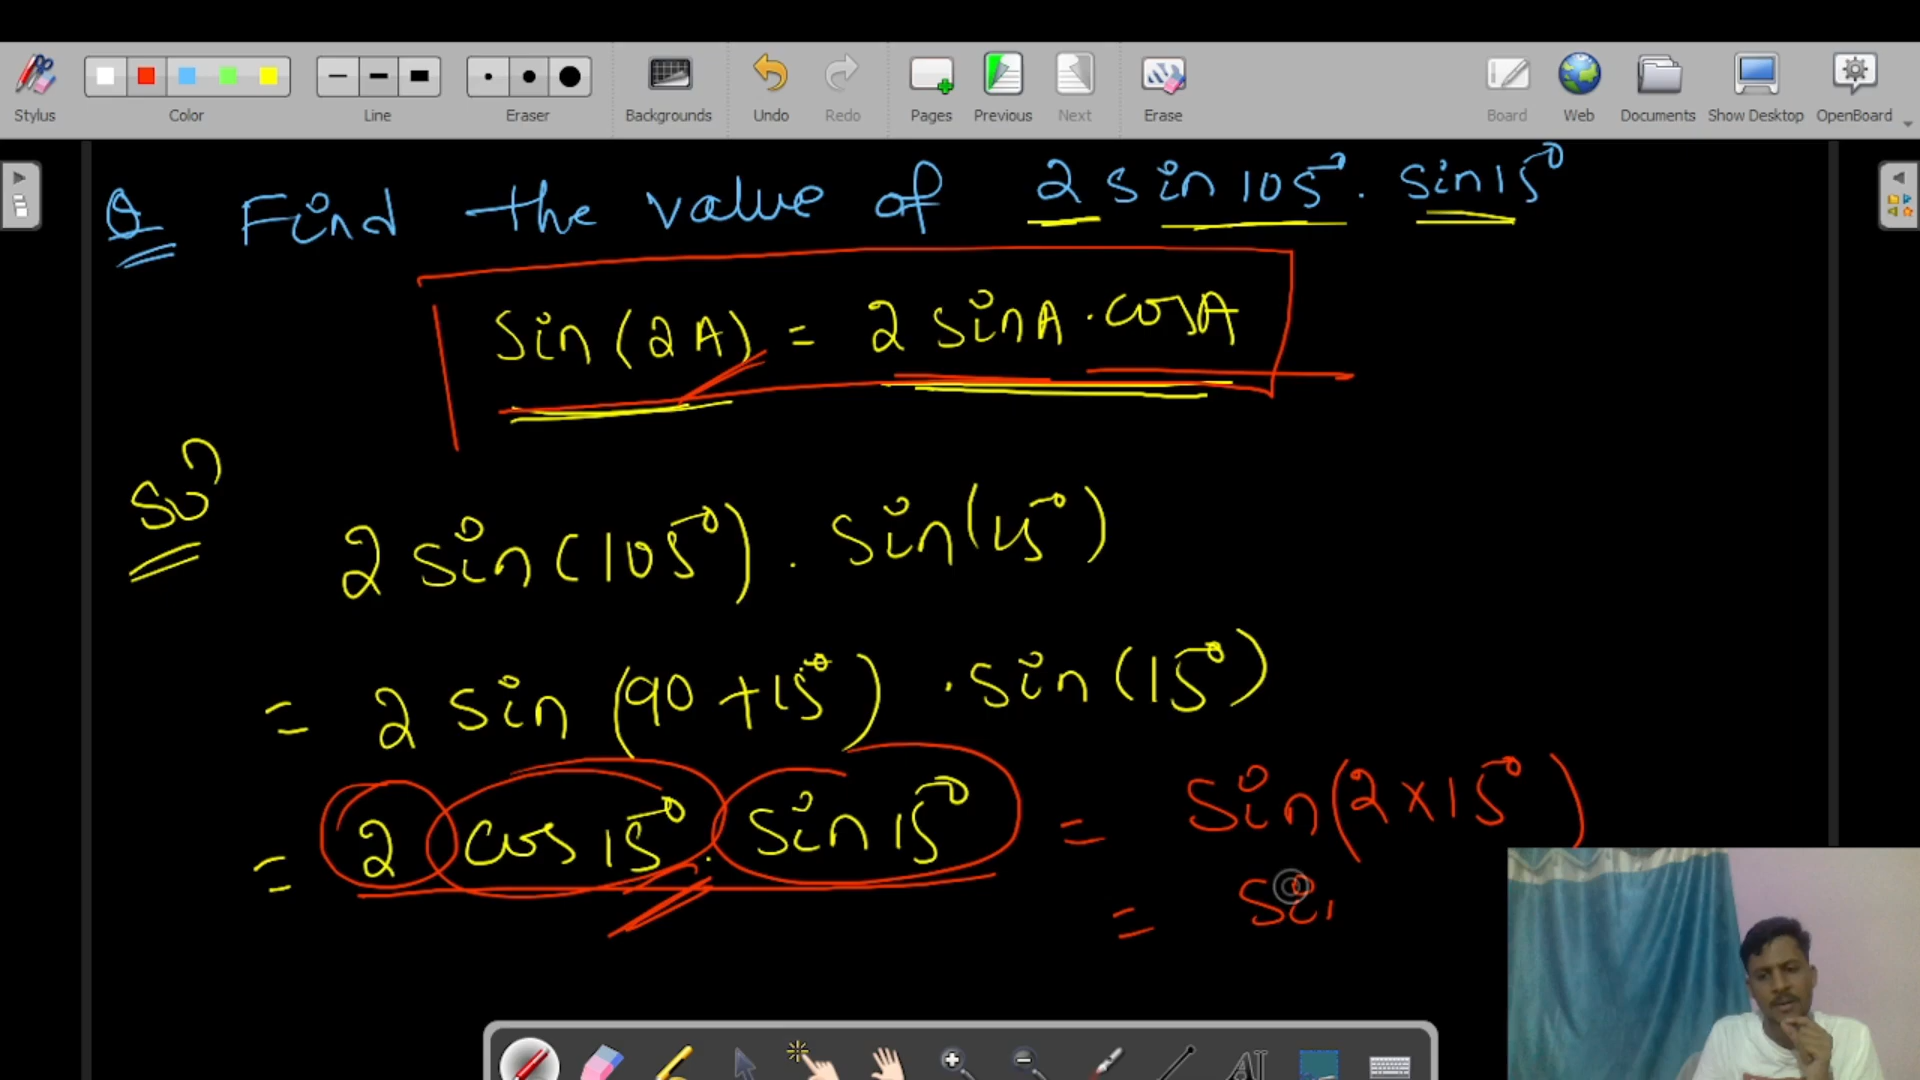 Stylus Color Line Eraser Backgrounds Undo Redo Pages Previous Next Erase Board Web Documents Show Desktop OpenBoard
Q Find the value of 2 sin 105°. sin 15°
Sin(2A) = 2 sinA . cosA
Sol
2 sin(105°) . sin(15°)
= 2 sin (90 + 15°) . sin (15°)
= 2 cos 15° . sin 15° = sin(2×15°)
= Sin